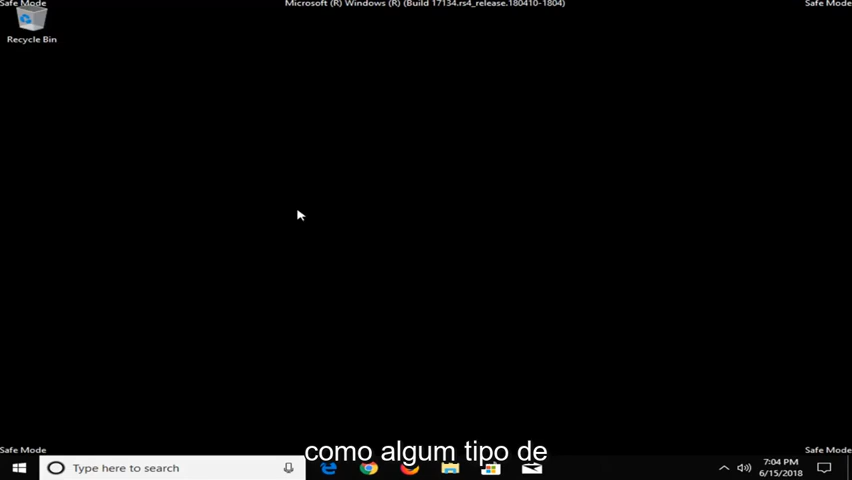 Safe Mode
Microsoft (R) Windows (R) (Build 17134.rs4_release.180410-1804)
Safe Mode
Recycle Bin
como algum tipo de
Safe Mode
Safe Mode
Type here to search
7:04 PM
6/15/2018